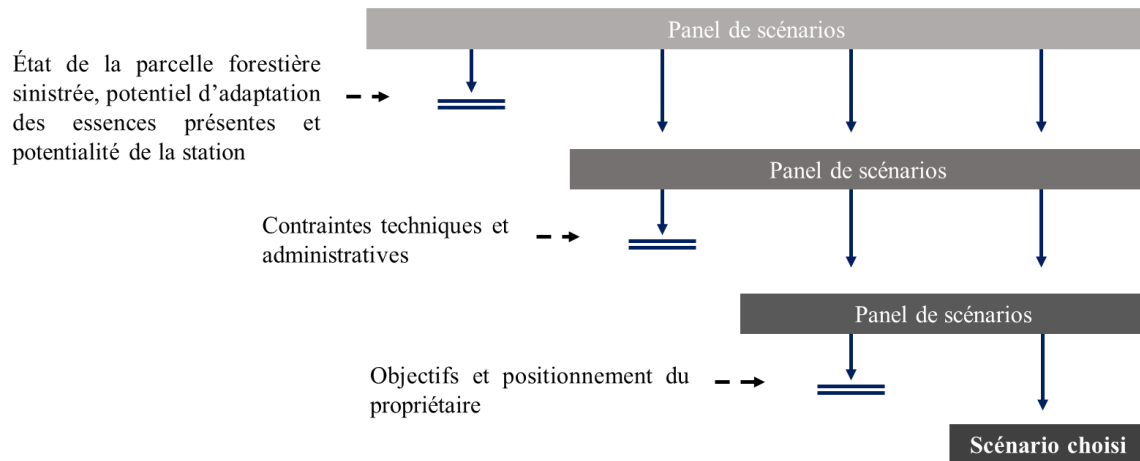 Panel de scénarios
État de la parcelle forestière
sinistrée, potentiel d’adaptation
des essences présentes et
potentialité de la station
Panel de scénarios
Contraintes techniques et
administratives
Panel de scénarios
Objectifs et positionnement du
propriétaire
Scénario choisi